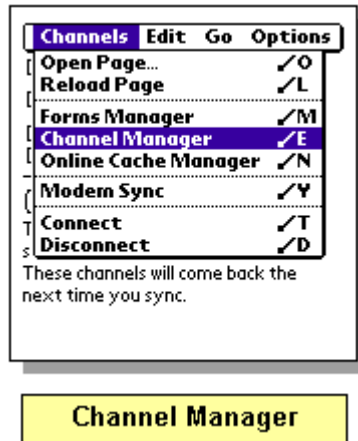 Channels Edit Go Options
Open Page... ⁄O
Reload Page ⁄L
Forms Manager ⁄M
Channel Manager ⁄E
Online Cache Manager ⁄N
Modem Sync ⁄Y
Connect ⁄T
Disconnect ⁄D
These channels will come back the
next time you sync.
Channel Manager